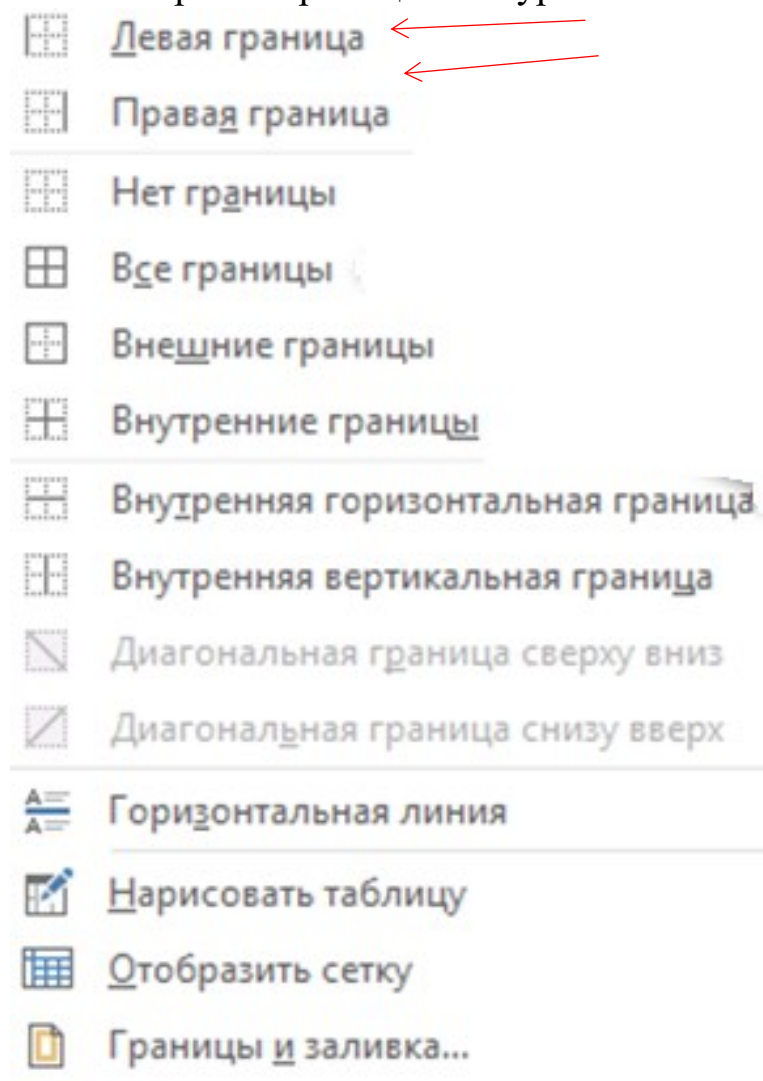 Левая граница
Правая граница
Нет границы
Все границы
Внешние границы
Внутренние границы
Внутренняя горизонтальная граница
Внутренняя вертикальная граница
Диагональная граница сверху вниз
Диагональная граница снизу вверх
Горизонтальная линия
Нарисовать таблицу
Отобразить сетку
Границы и заливка...